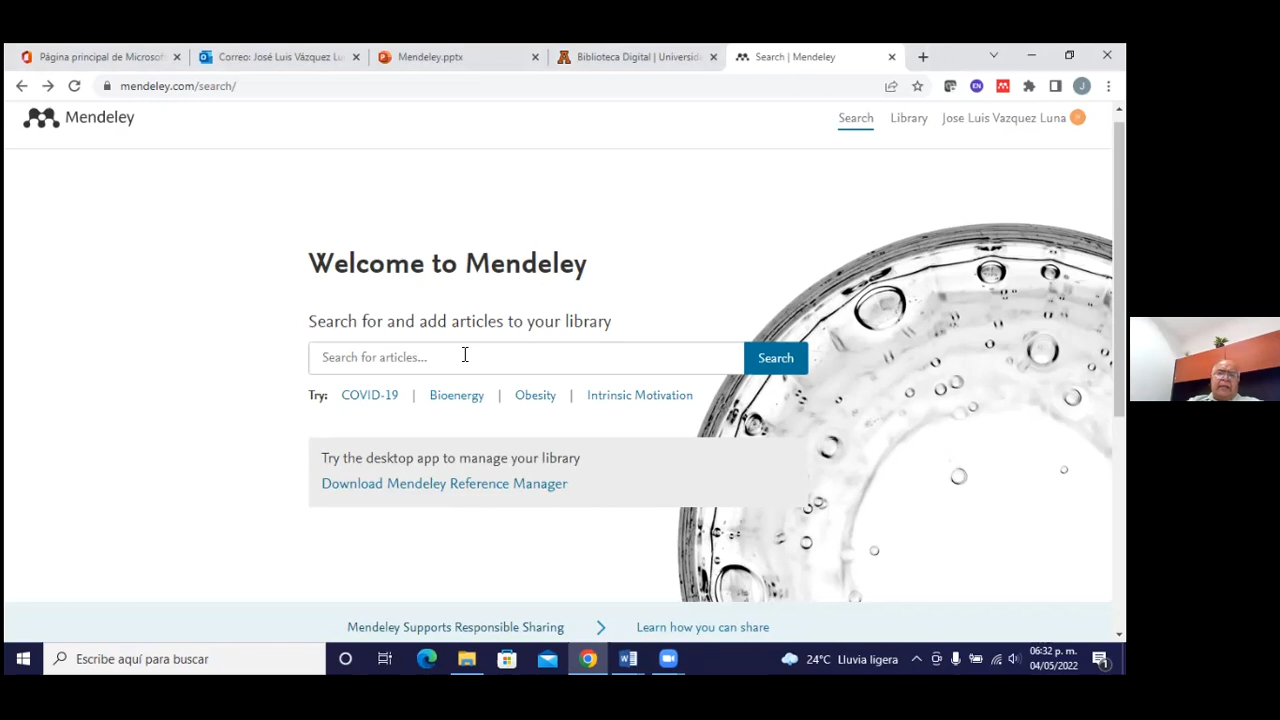 Página principal de Microsof
Correo: José Luis Vázquez Lu
Mendeley.pptx
Biblioteca Digital | Universid
Search | Mendeley
mendeley.com/search/
EN
J
Mendeley
Search
Library
Jose Luis Vazquez Luna
Welcome to Mendeley
Search for and add articles to your library
Search for articles...
Search
Try: COVID-19 | Bioenergy | Obesity | Intrinsic Motivation
Try the desktop app to manage your library
Download Mendeley Reference Manager
Mendeley Supports Responsible Sharing
Learn how you can share
Escribe aquí para buscar
24°C Lluvia ligera
06:32 p. m.
04/05/2022
1